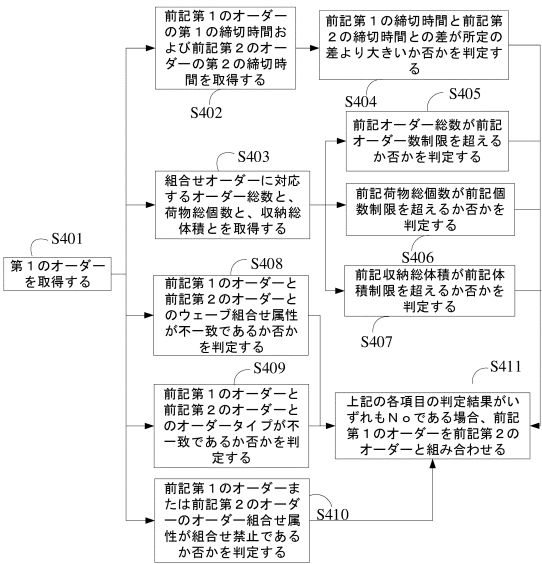 S401
第１のオーダー
を取得する
前記第１のオーダー
の第１の締切時間お
よび前記第２のオー
ダーの第２の締切時
間を取得する
S402
前記第１の締切時間と前記第
２の締切時間との差が所定の
差より大きいか否かを判定す
る
S404
S403
組合せオーダーに対応
するオーダー総数と、
荷物総個数と、収納総
体積とを取得する
S405
前記オーダー総数が前記
オーダー数制限を超える
か否かを判定する
前記荷物総個数が前記個
数制限を超えるか否かを
判定する
S406
前記収納総体積が前記体
積制限を超えるか否かを
判定する
S407
S408
前記第１のオーダーと
前記第２のオーダーと
のウェーブ組合せ属性
が不一致であるか否か
を判定する
S409
前記第１のオーダーと
前記第２のオーダーと
のオーダータイプが不
一致であるか否かを判
定する
前記第１のオーダーま
たは前記第２のオーダ
ーのオーダー組合せ属
性が組合せ禁止である
か否かを判定する
S410
S411
上記の各項目の判定結果がい
ずれもＮｏである場合、前記
第１のオーダーを前記第２の
オーダーと組み合わせる